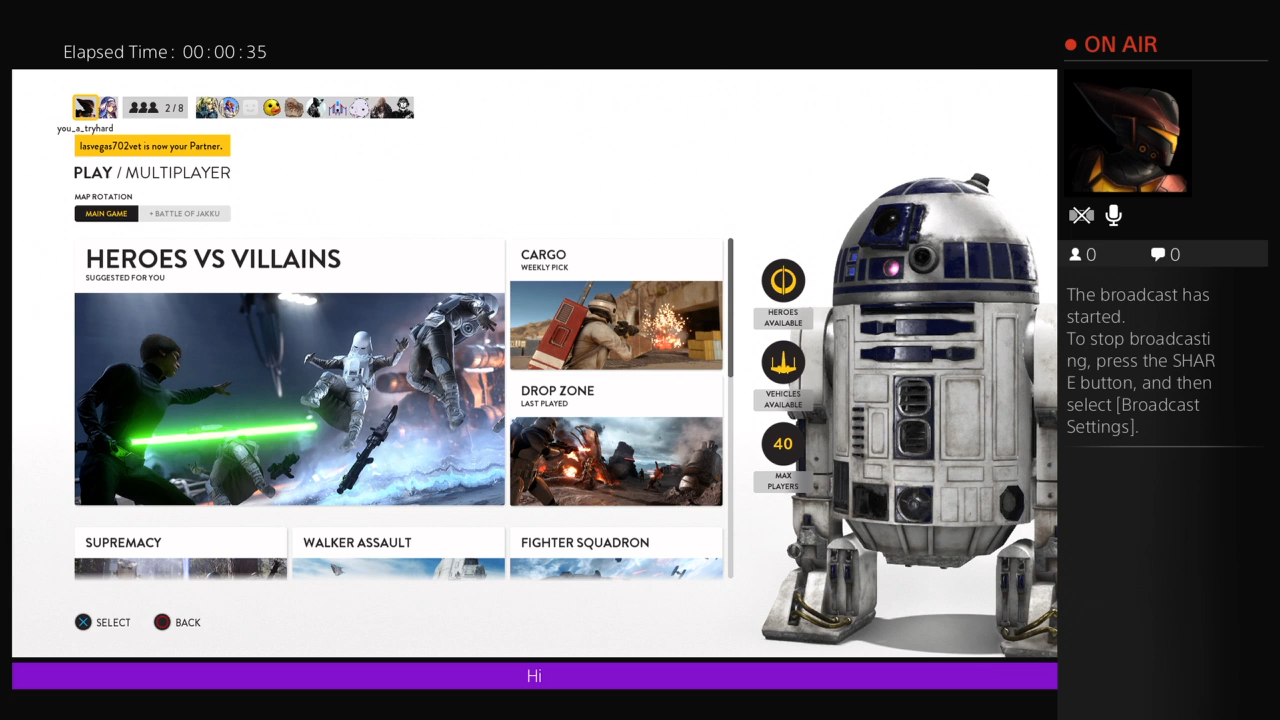 Elapsed Time: 00:00:35
ON AIR
2/8
you_a_tryhard
lasvegas702vet is now your Partner.
PLAY / MULTIPLAYER
MAP ROTATION
MAIN GAME
+ BATTLE OF JAKKU
HEROES VS VILLAINS
SUGGESTED FOR YOU
CARGO
WEEKLY PICK
DROP ZONE
LAST PLAYED
SUPREMACY
WALKER ASSAULT
FIGHTER SQUADRON
HEROES
AVAILABLE
VEHICLES
AVAILABLE
40
MAX
PLAYERS
SELECT
BACK
Hi
0
0
The broadcast has
started.
To stop broadcasti
ng, press the SHAR
E button, and then
select [Broadcast
Settings].